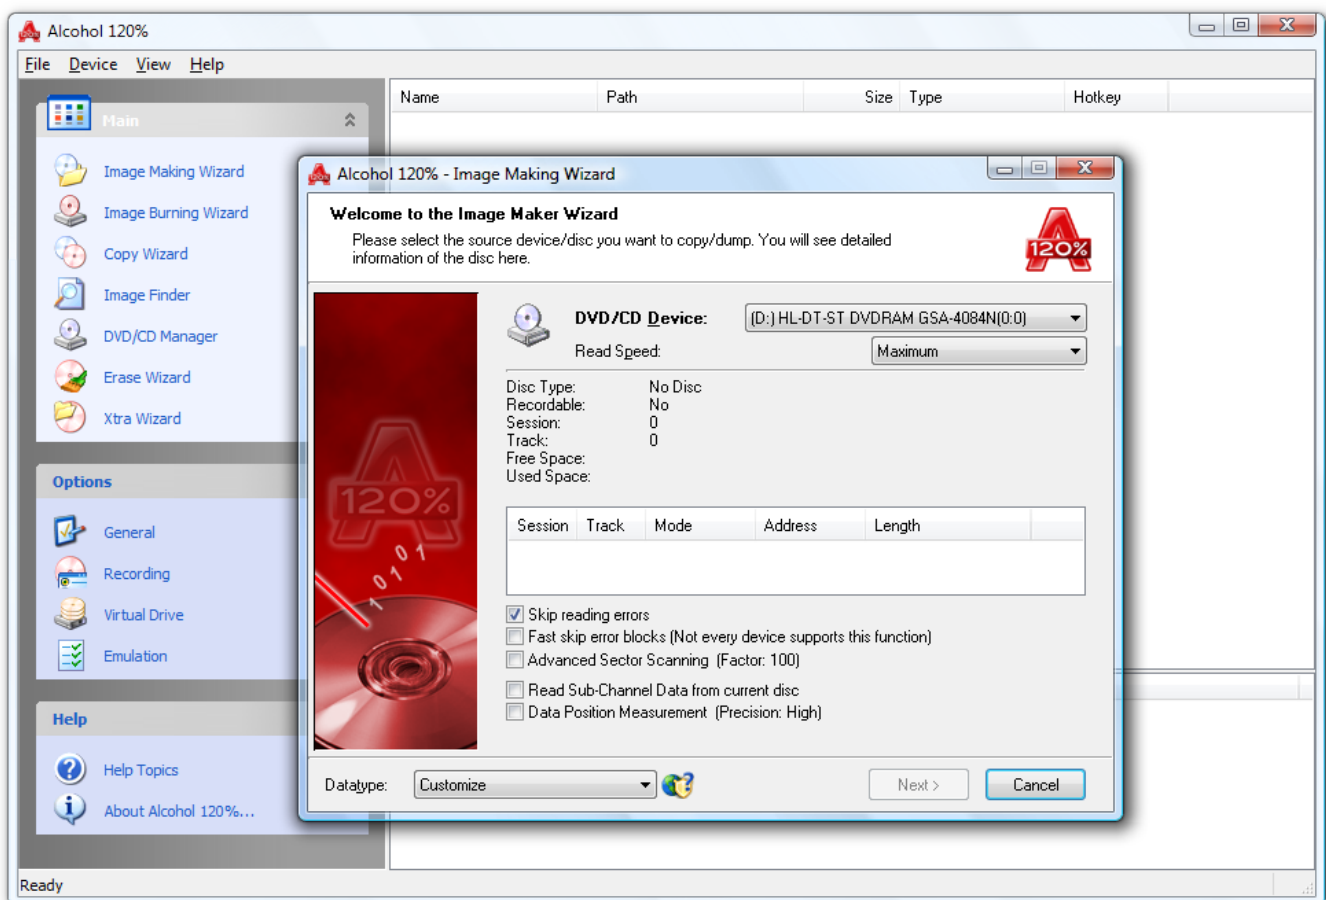 Alcohol 120%
File Device View Help
Main
Image Making Wizard
Image Burning Wizard
Copy Wizard
Image Finder
DVD/CD Manager
Erase Wizard
Xtra Wizard
Options
General
Recording
Virtual Drive
Emulation
Help
Help Topics
About Alcohol 120%...
Name Path Size Type Hotkey
Alcohol 120% - Image Making Wizard
Welcome to the Image Maker Wizard
Please select the source device/disc you want to copy/dump. You will see detailed
information of the disc here.
120%
DVD/CD Device: (D:) HL-DT-ST DVDRAM GSA-4084N(0:0)
Read Speed: Maximum
Disc Type: No Disc
Recordable: No
Session: 0
Track: 0
Free Space:
Used Space:
120%
10101
Session Track Mode Address Length
Skip reading errors
Fast skip error blocks (Not every device supports this function)
Advanced Sector Scanning (Factor: 100)
Read Sub-Channel Data from current disc
Data Position Measurement (Precision: High)
Datatype: Customize Next > Cancel
Ready